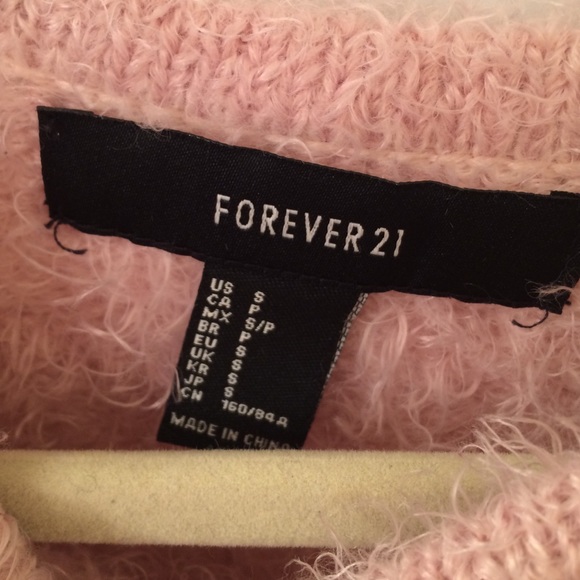 FOREVER 21
US S
CA P
MX S/P
BR P
EU S
UK S
KR S
JP S
CN 160/84A
MADE IN CHINA